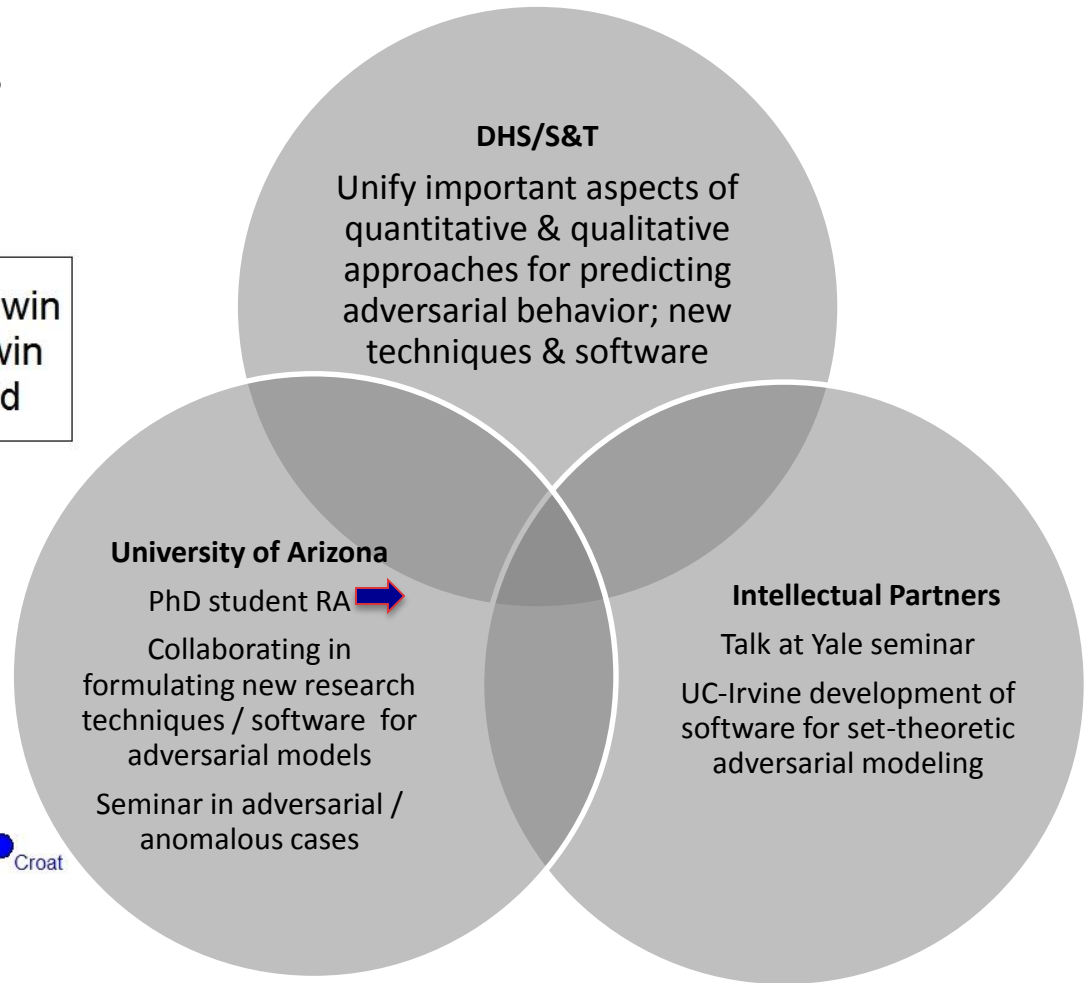 DHS/S&T
Unify important aspects of
quantitative & qualitative
approaches for predicting
adversarial behavior; new
techniques & software
win
win
d
University of Arizona
PhD student RA
Collaborating in
formulating new research
techniques / software for
adversarial models
Seminar in adversarial /
anomalous cases
Intellectual Partners
Talk at Yale seminar
UC-Irvine development of
software for set-theoretic
adversarial modeling
Croat